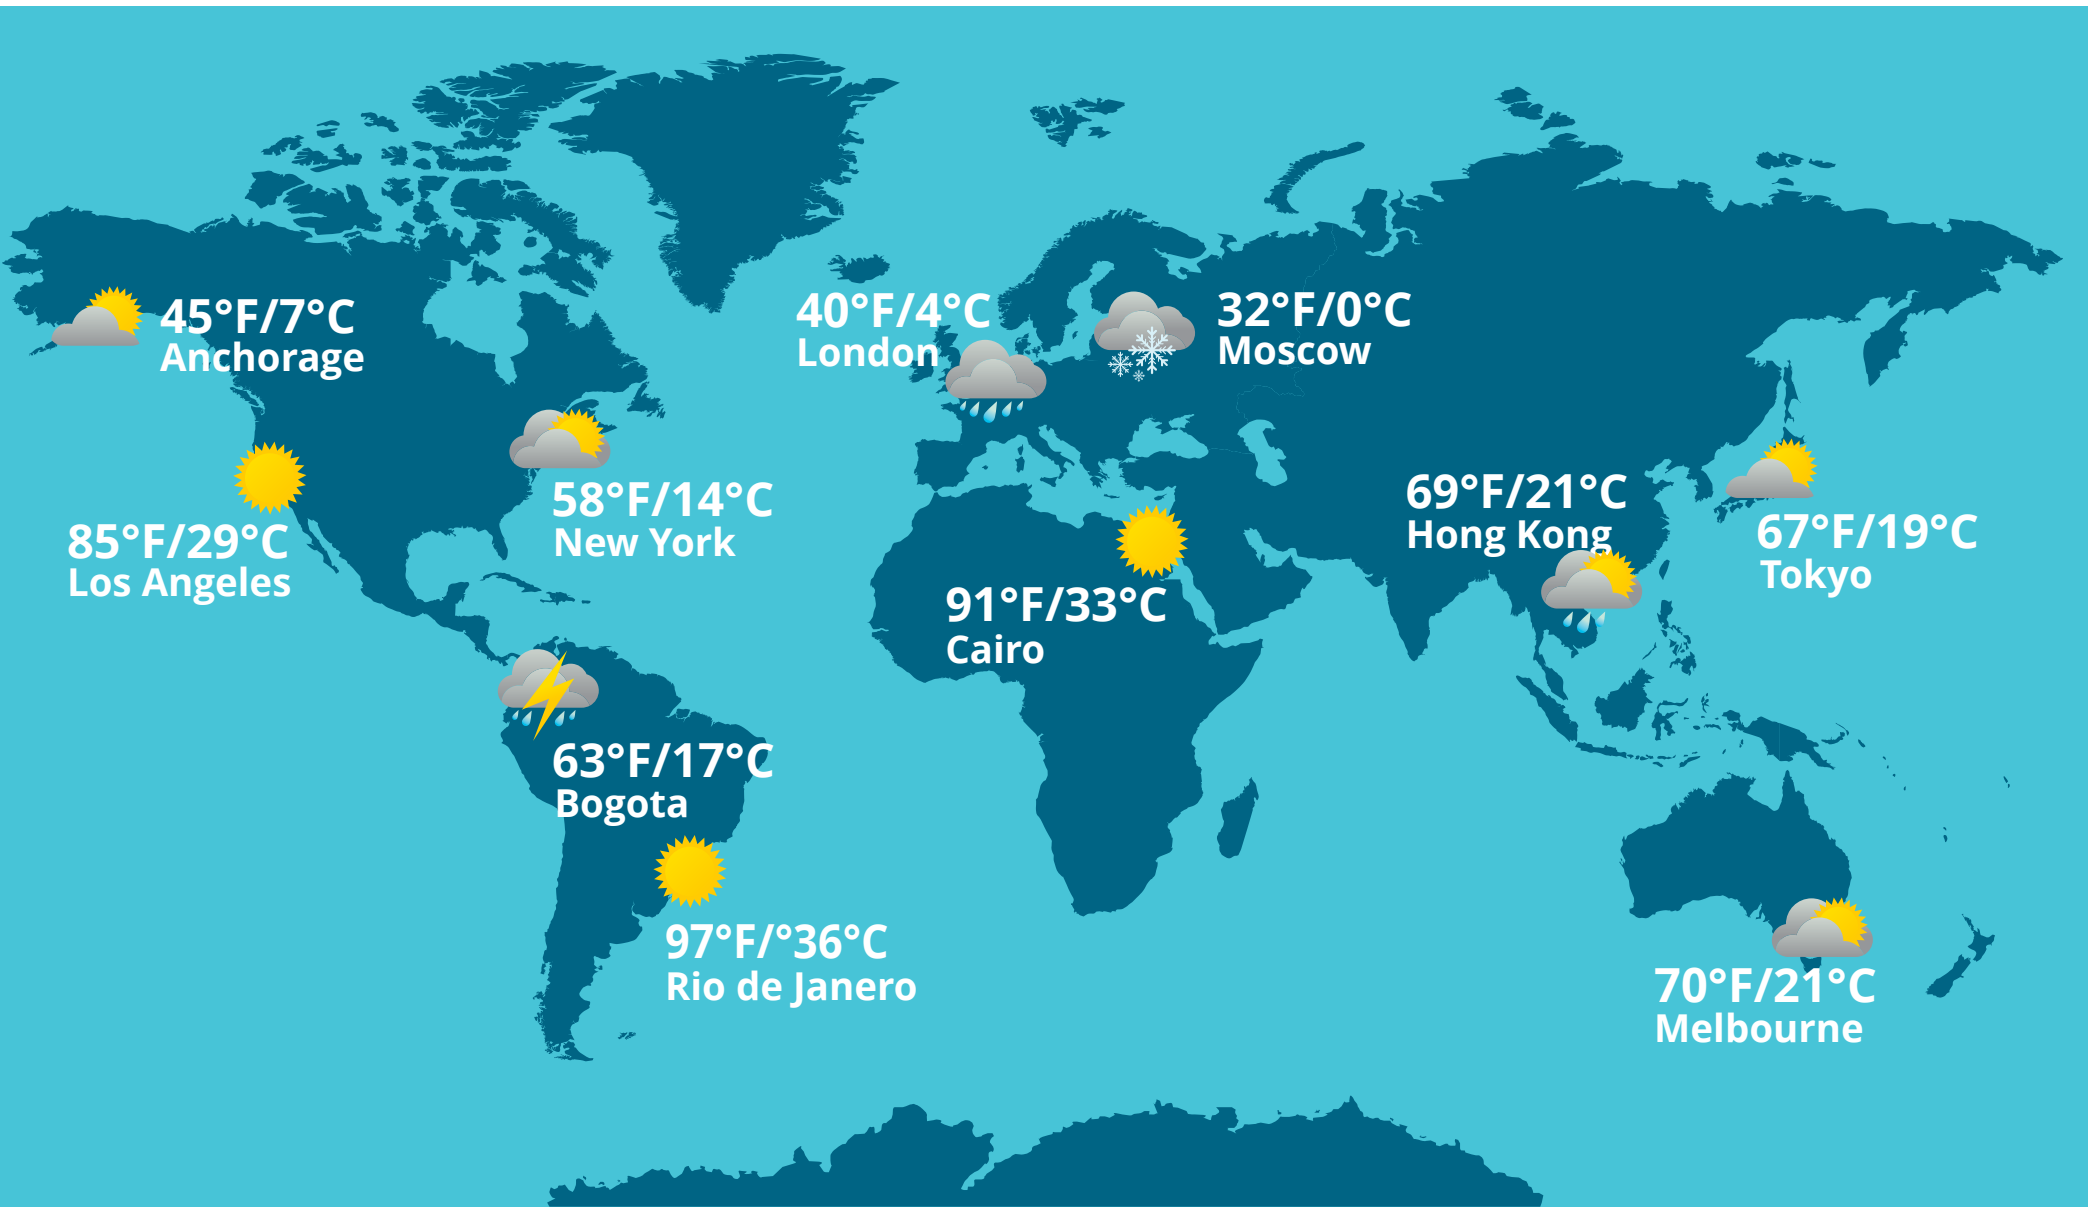 45°F/7°C
Anchorage
40°F/4°C
London
32°F/0°C
Moscow
85°F/29°C
Los Angeles
58°F/14°C
New York
69°F/21°C
Hong Kong
67°F/19°C
Tokyo
91°F/33°C
Cairo
63°F/17°C
Bogota
97°F/°36°C
Rio de Janero
70°F/21°C
Melbourne